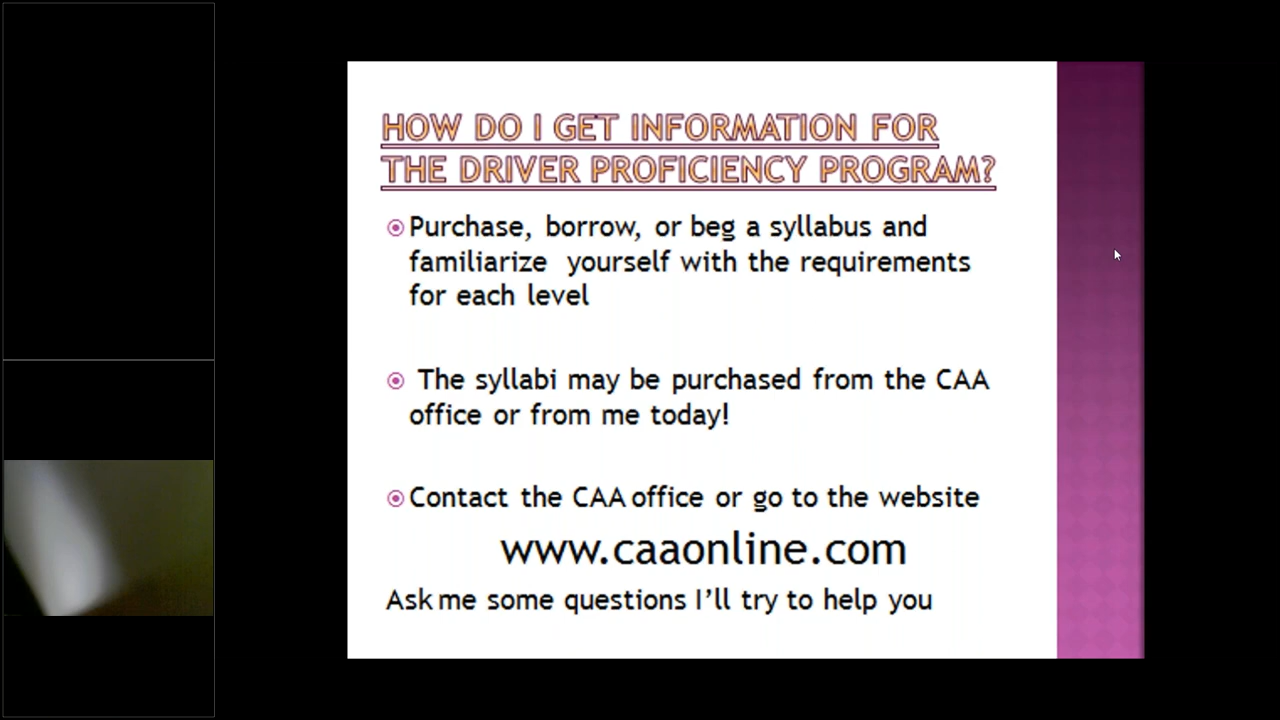 HOW DO I GET INFORMATION FOR
THE DRIVER PROFICIENCY PROGRAM?
Purchase, borrow, or beg a syllabus and
familiarize yourself with the requirements
for each level
The syllabi may be purchased from the CAA
office or from me today!
Contact the CAA office or go to the website
www.caaonline.com
Ask me some questions I'll try to help you